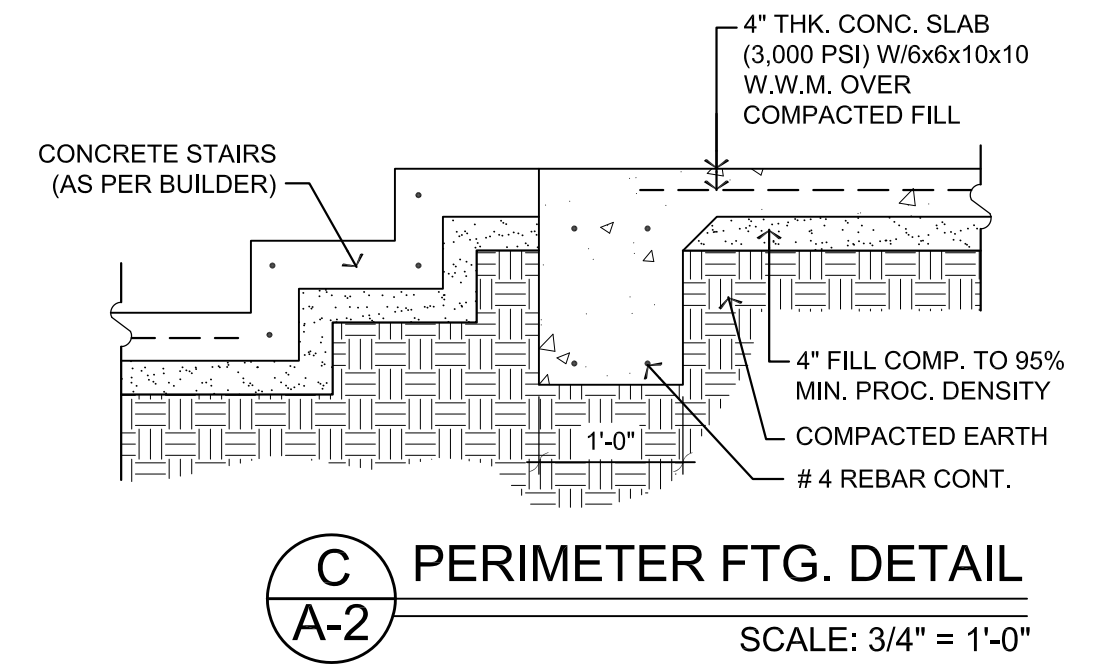 4" THK. CONC. SLAB
(3,000 PSI) W/6x6x10x10
W.W.M. OVER
COMPACTED FILL
CONCRETE STAIRS
(AS PER BUILDER)
4" FILL COMP. TO 95%
MIN. PROC. DENSITY
COMPACTED EARTH
1'-0"
# 4 REBAR CONT.
C
A-2
PERIMETER FTG. DETAIL
SCALE: 3/4" = 1'-0"